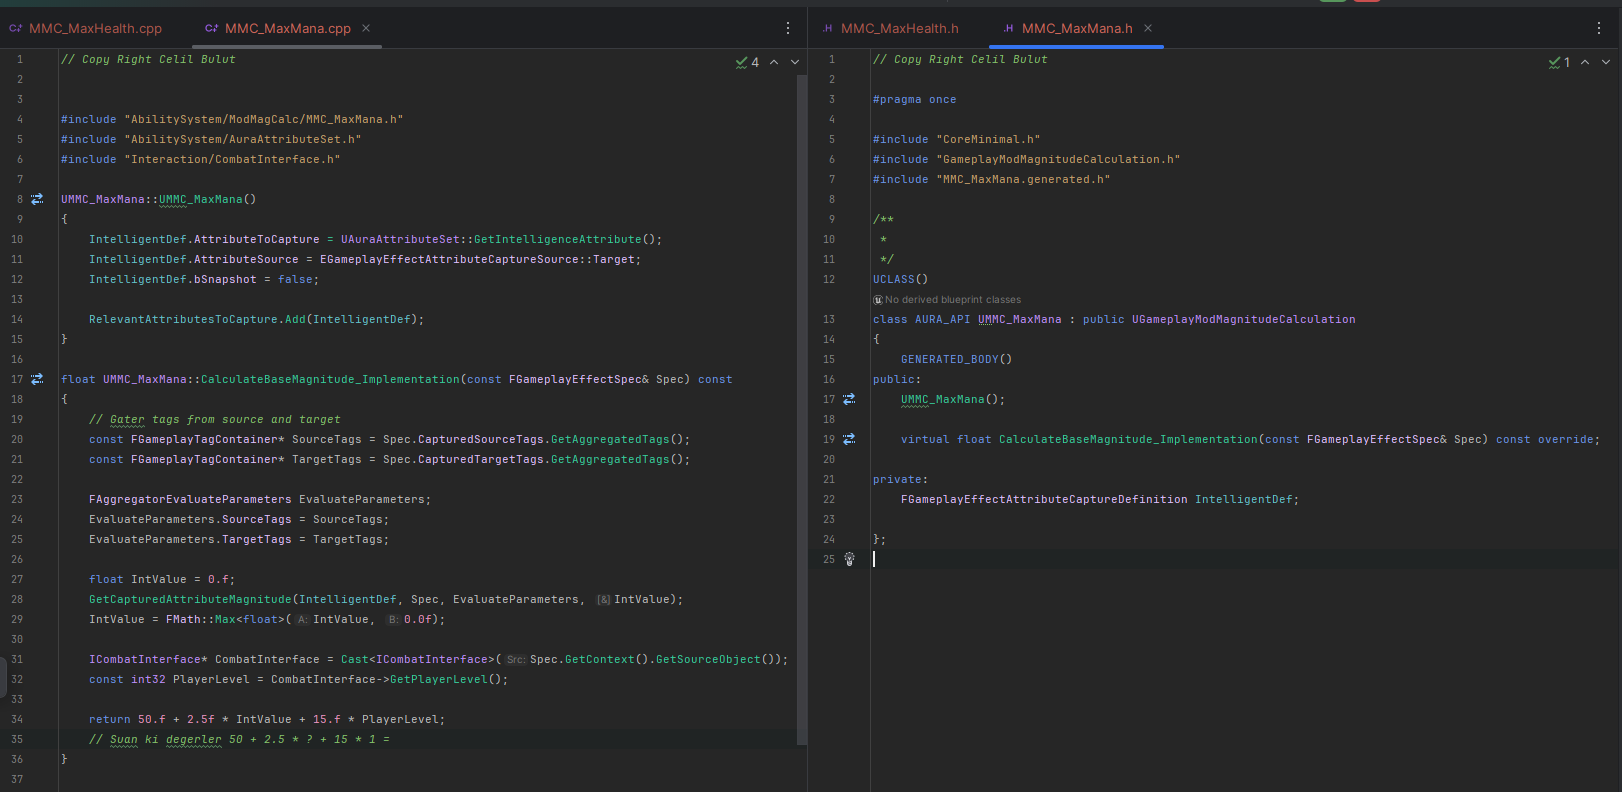 MMC_MaxHealth.cpp MMC_MaxMana.cpp
// Copy Right Celil Bulut
4
#include "AbilitySystem/ModMagCalc/MMC_MaxMana.h"
#include "AbilitySystem/AuraAttributeSet.h"
#include "Interaction/CombatInterface.h"
UMMC_MaxMana::UMMC_MaxMana()
{
IntelligentDef.AttributeToCapture = UAuraAttributeSet::GetIntelligenceAttribute();
IntelligentDef.AttributeSource = EGameplayEffectAttributeCaptureSource::Target;
IntelligentDef.bSnapshot = false;
RelevantAttributesToCapture.Add(IntelligentDef);
}
float UMMC_MaxMana::CalculateBaseMagnitude_Implementation(const FGameplayEffectSpec& Spec) const
{
// Gater tags from source and target
const FGameplayTagContainer* SourceTags = Spec.CapturedSourceTags.GetAggregatedTags();
const FGameplayTagContainer* TargetTags = Spec.CapturedTargetTags.GetAggregatedTags();
FAggregatorEvaluateParameters EvaluateParameters;
EvaluateParameters.SourceTags = SourceTags;
EvaluateParameters.TargetTags = TargetTags;
float IntValue = 0.f;
GetCapturedAttributeMagnitude(IntelligentDef, Spec, EvaluateParameters, [&]IntValue);
IntValue = FMath::Max<float>(A: IntValue, B: 0.0f);
ICombatInterface* CombatInterface = Cast<ICombatInterface>(Src: Spec.GetContext().GetSourceObject());
const int32 PlayerLevel = CombatInterface->GetPlayerLevel();
return 50.f + 2.5f * IntValue + 15.f * PlayerLevel;
// Suan ki degerler 50 + 2.5 * ? + 15 * 1 =
}
MMC_MaxHealth.h MMC_MaxMana.h
// Copy Right Celil Bulut
1
#pragma once
#include "CoreMinimal.h"
#include "GameplayModMagnitudeCalculation.h"
#include "MMC_MaxMana.generated.h"
/**
*
*/
UCLASS()
No derived blueprint classes
class AURA_API UMMC_MaxMana : public UGameplayModMagnitudeCalculation
{
GENERATED_BODY()
public:
UMMC_MaxMana();
virtual float CalculateBaseMagnitude_Implementation(const FGameplayEffectSpec& Spec) const override;
private:
FGameplayEffectAttributeCaptureDefinition IntelligentDef;
};